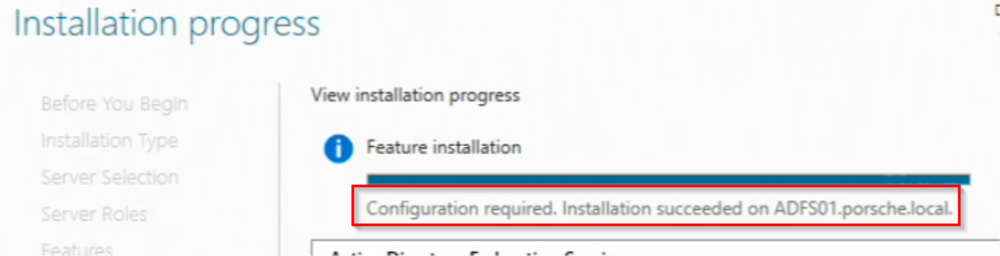 Installation progress
Before You Begin
Installation Type
Server Selection
Server Roles
Features
View installation progress
Feature installation
Configuration required. Installation succeeded on ADFS01.porsche.local.